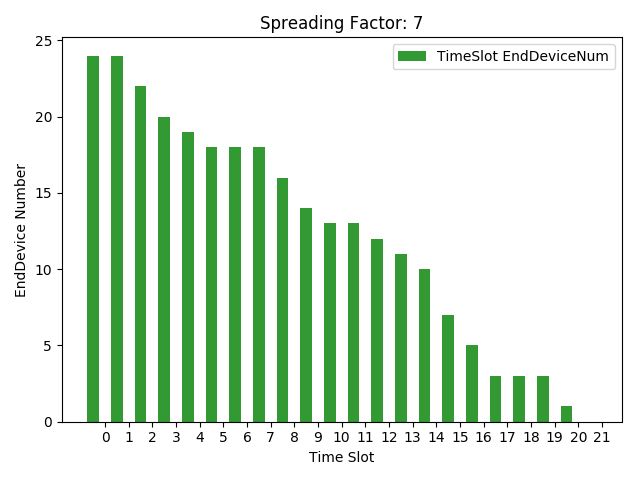 Spreading Factor: 7
TimeSlot EndDeviceNum
EndDevice Number
25
20
15
10
5
0
0 1 2 3 4 5 6 7 8 9 10 11 12 13 14 15 16 17 18 19 20 21
Time Slot